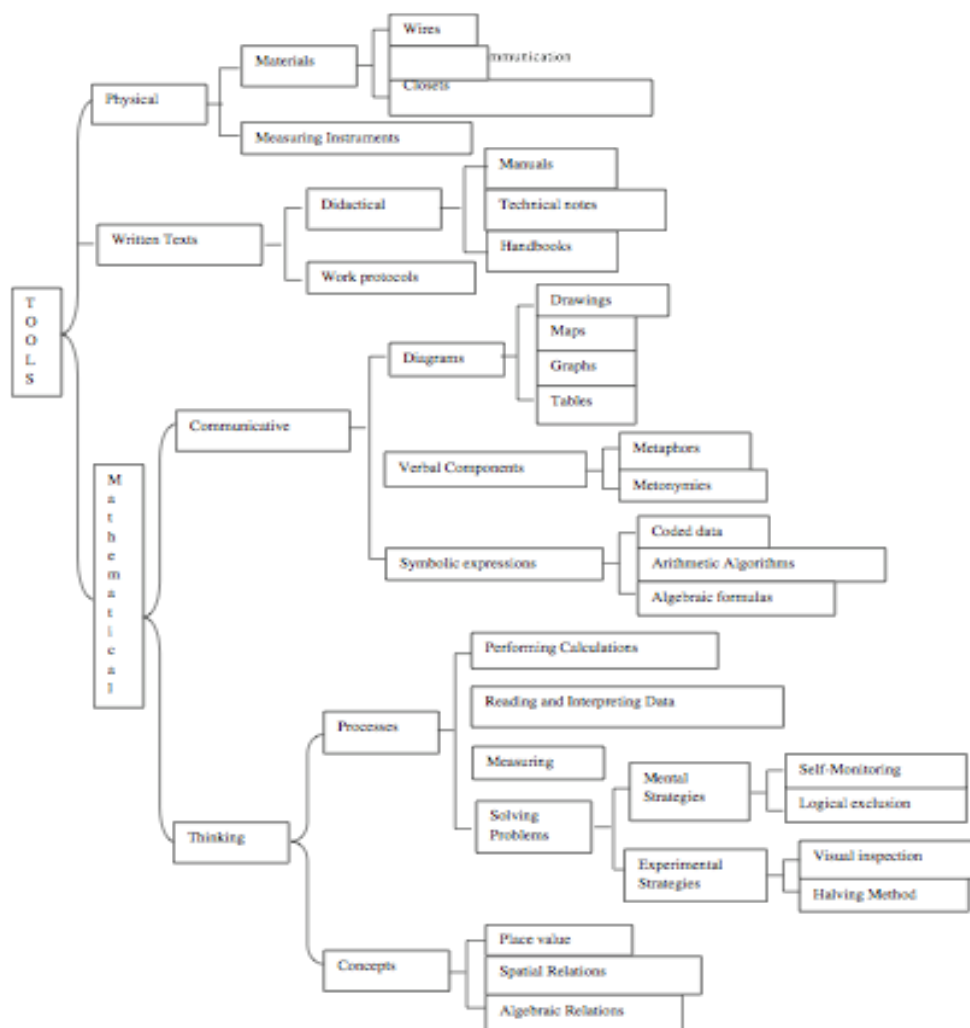 Wires
Materials
mmunication
Closets
Physical
Measuring Instruments
Manuals
Didactical
Technical notes
Written Texts
Handbooks
Work protocols
TOOLS
Drawings
Maps
Diagrams
Graphs
Tables
Communicative
Metaphors
Verbal Components
Metonymies
Mathematical
Coded data
Symbolic expressions
Arithmetic Algorithms
Algebraic formulas
Performing Calculations
Reading and Interpreting Data
Processes
Measuring
Mental
Strategies
Self-Monitoring
Logical exclusion
Solving
Problems
Thinking
Experimental
Strategies
Visual inspection
Halving Method
Place value
Concepts
Spatial Relations
Algebraic Relations